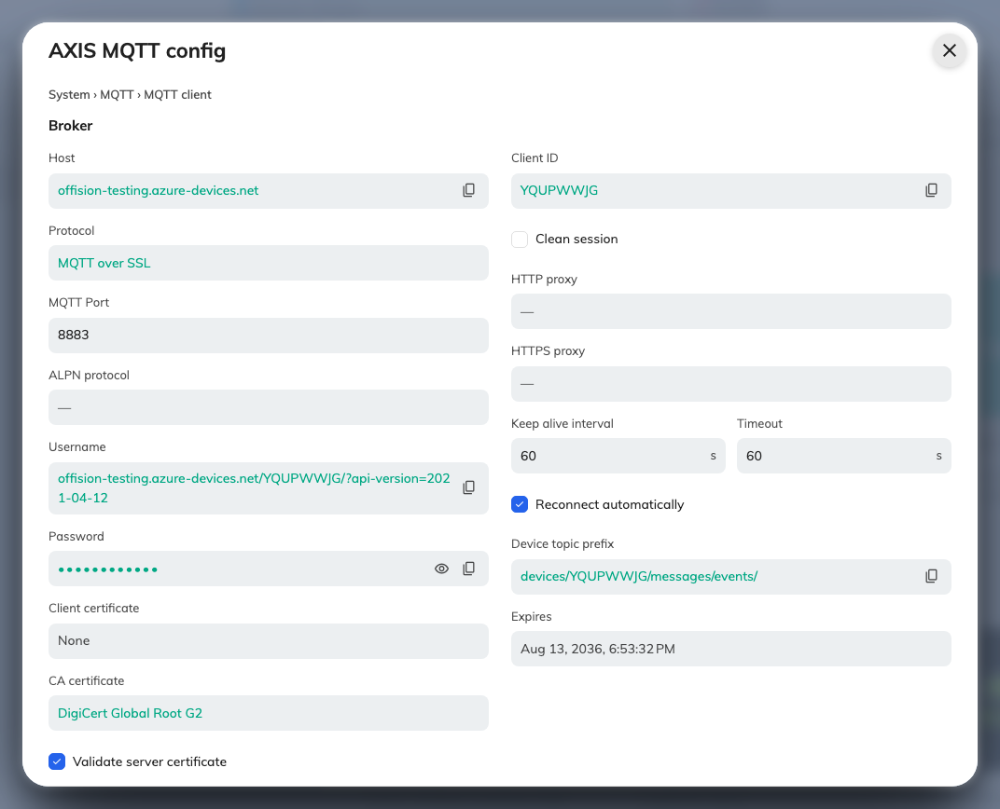 AXIS MQTT config
System › MQTT › MQTT client
Broker
Host
offision-testing.azure-devices.net
Protocol
MQTT over SSL
MQTT Port
8883
ALPN protocol
—
Username
offision-testing.azure-devices.net/YQUPWWJG/?api-version=202
1-04-12
Password
••••••••••••
Client certificate
None
CA certificate
DigiCert Global Root G2
Validate server certificate
Client ID
YQUPWWJG
Clean session
HTTP proxy
—
HTTPS proxy
—
Keep alive interval
60 s
Timeout
60 s
Reconnect automatically
Device topic prefix
devices/YQUPWWJG/messages/events/
Expires
Aug 13, 2036, 6:53:32 PM